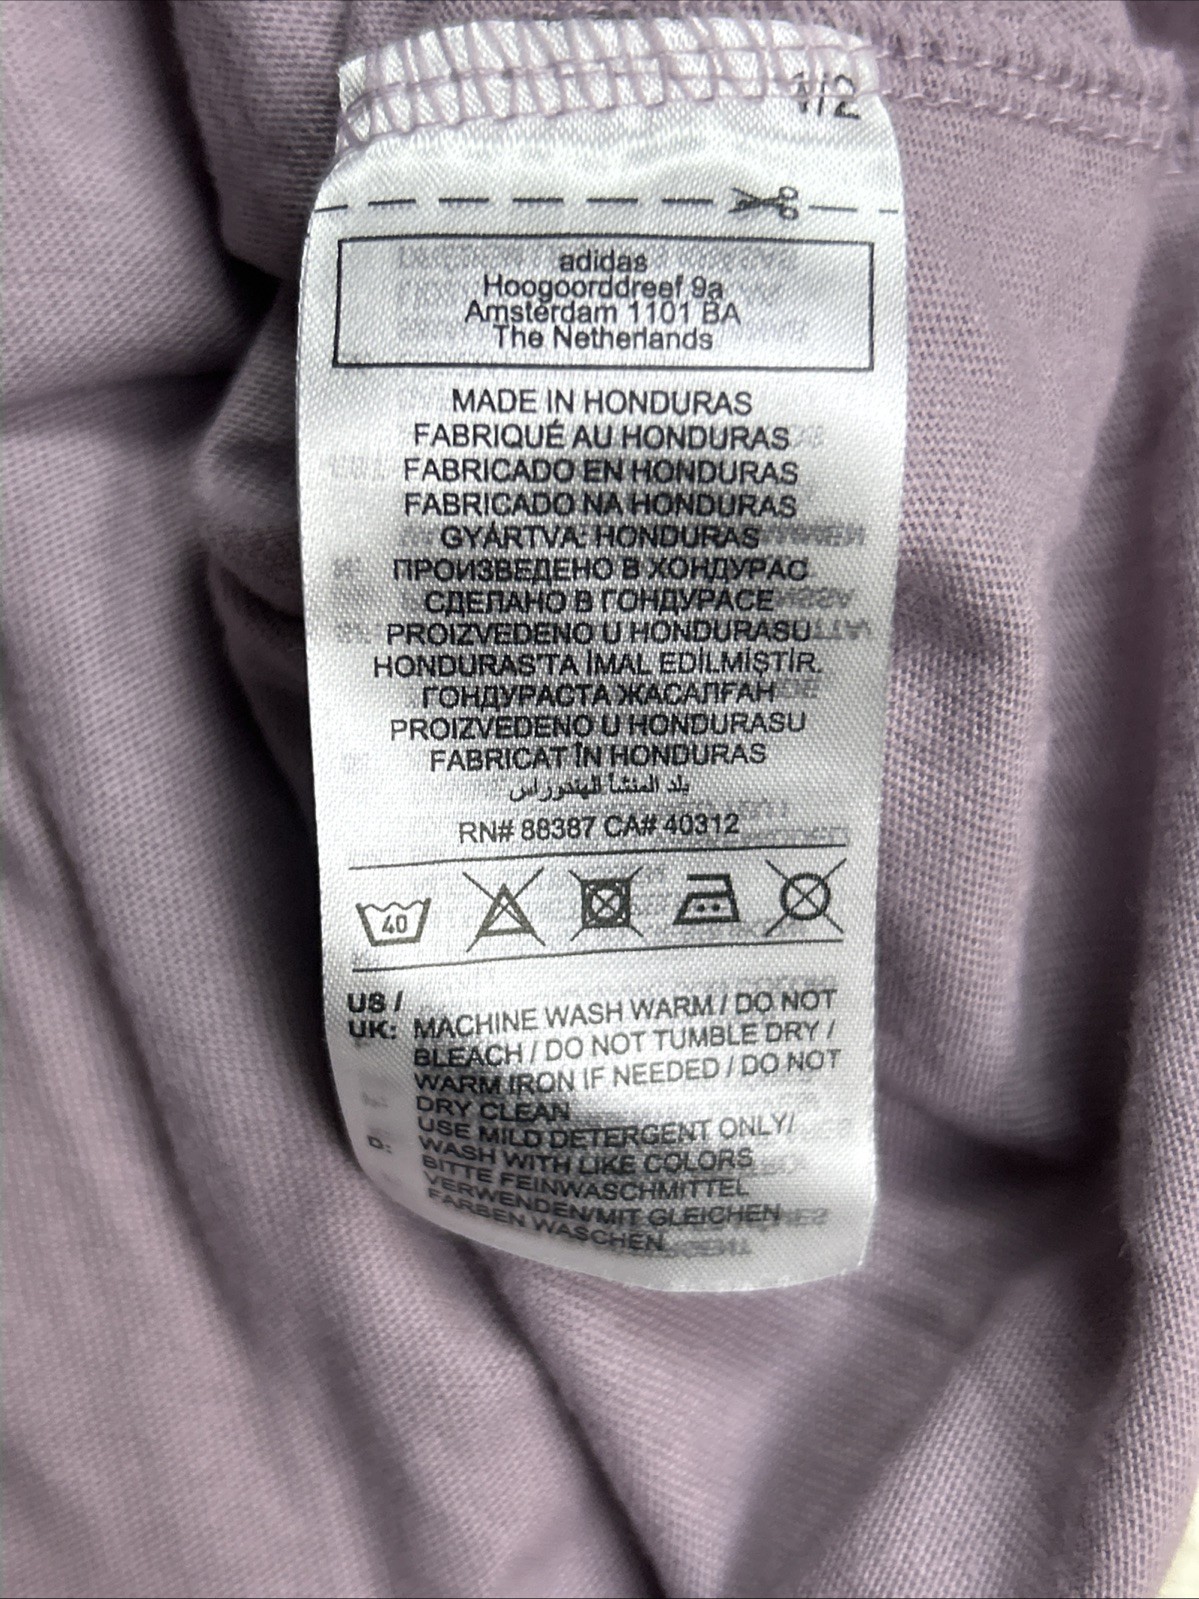 1/2
adidas
Hoogoorddreef 9a
Amsterdam 1101 BA
The Netherlands
MADE IN HONDURAS
FABRIQUÉ AU HONDURAS
FABRICADO EN HONDURAS
FABRICADO NA HONDURAS
GYÁRTVA: HONDURAS
ПРОИЗВЕДЕНО В ХОНДУРАС
СДЕЛАНО В ГОНДУРАСЕ
PROIZVEDENO U HONDURASU
HONDURAS'TA İMAL EDİLMİŞTİR.
ГОНДУРАСТА ЖАСАЛҒАН
PROIZVEDENO U HONDURASU
FABRICAT ÎN HONDURAS
بلد المنشأ الهندوراس
RN# 88387 CA# 40312
40
US /
UK: MACHINE WASH WARM / DO NOT
BLEACH / DO NOT TUMBLE DRY /
WARM IRON IF NEEDED / DO NOT
DRY CLEAN
USE MILD DETERGENT ONLY/
WASH WITH LIKE COLORS
D: BITTE FEINWASCHMITTEL
VERWENDEN/MIT GLEICHEN
FARBEN WASCHEN